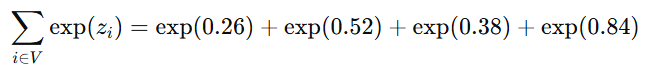 ∑_{i∈V} exp(z_i) = exp(0.26) + exp(0.52) + exp(0.38) + exp(0.84)